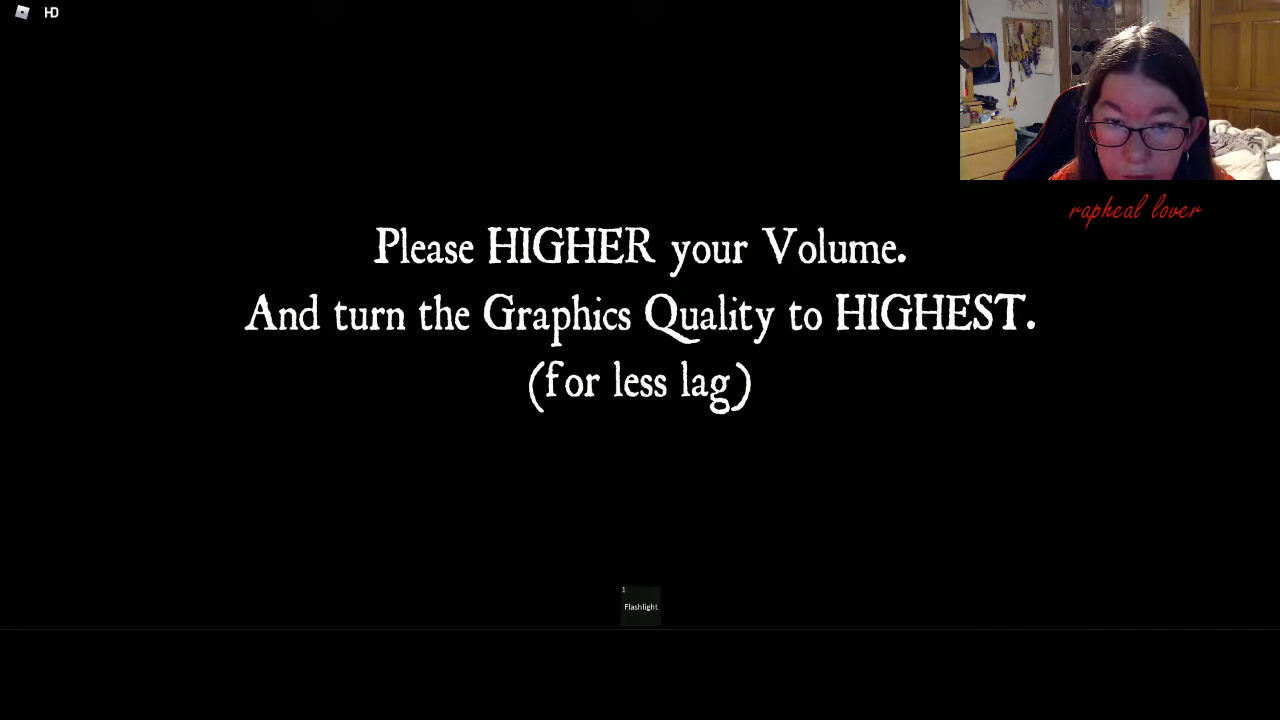 HD
rapheal lover
Please HIGHER your Volume.
And turn the Graphics Quality to HIGHEST.
(for less lag)
1
Flashlight